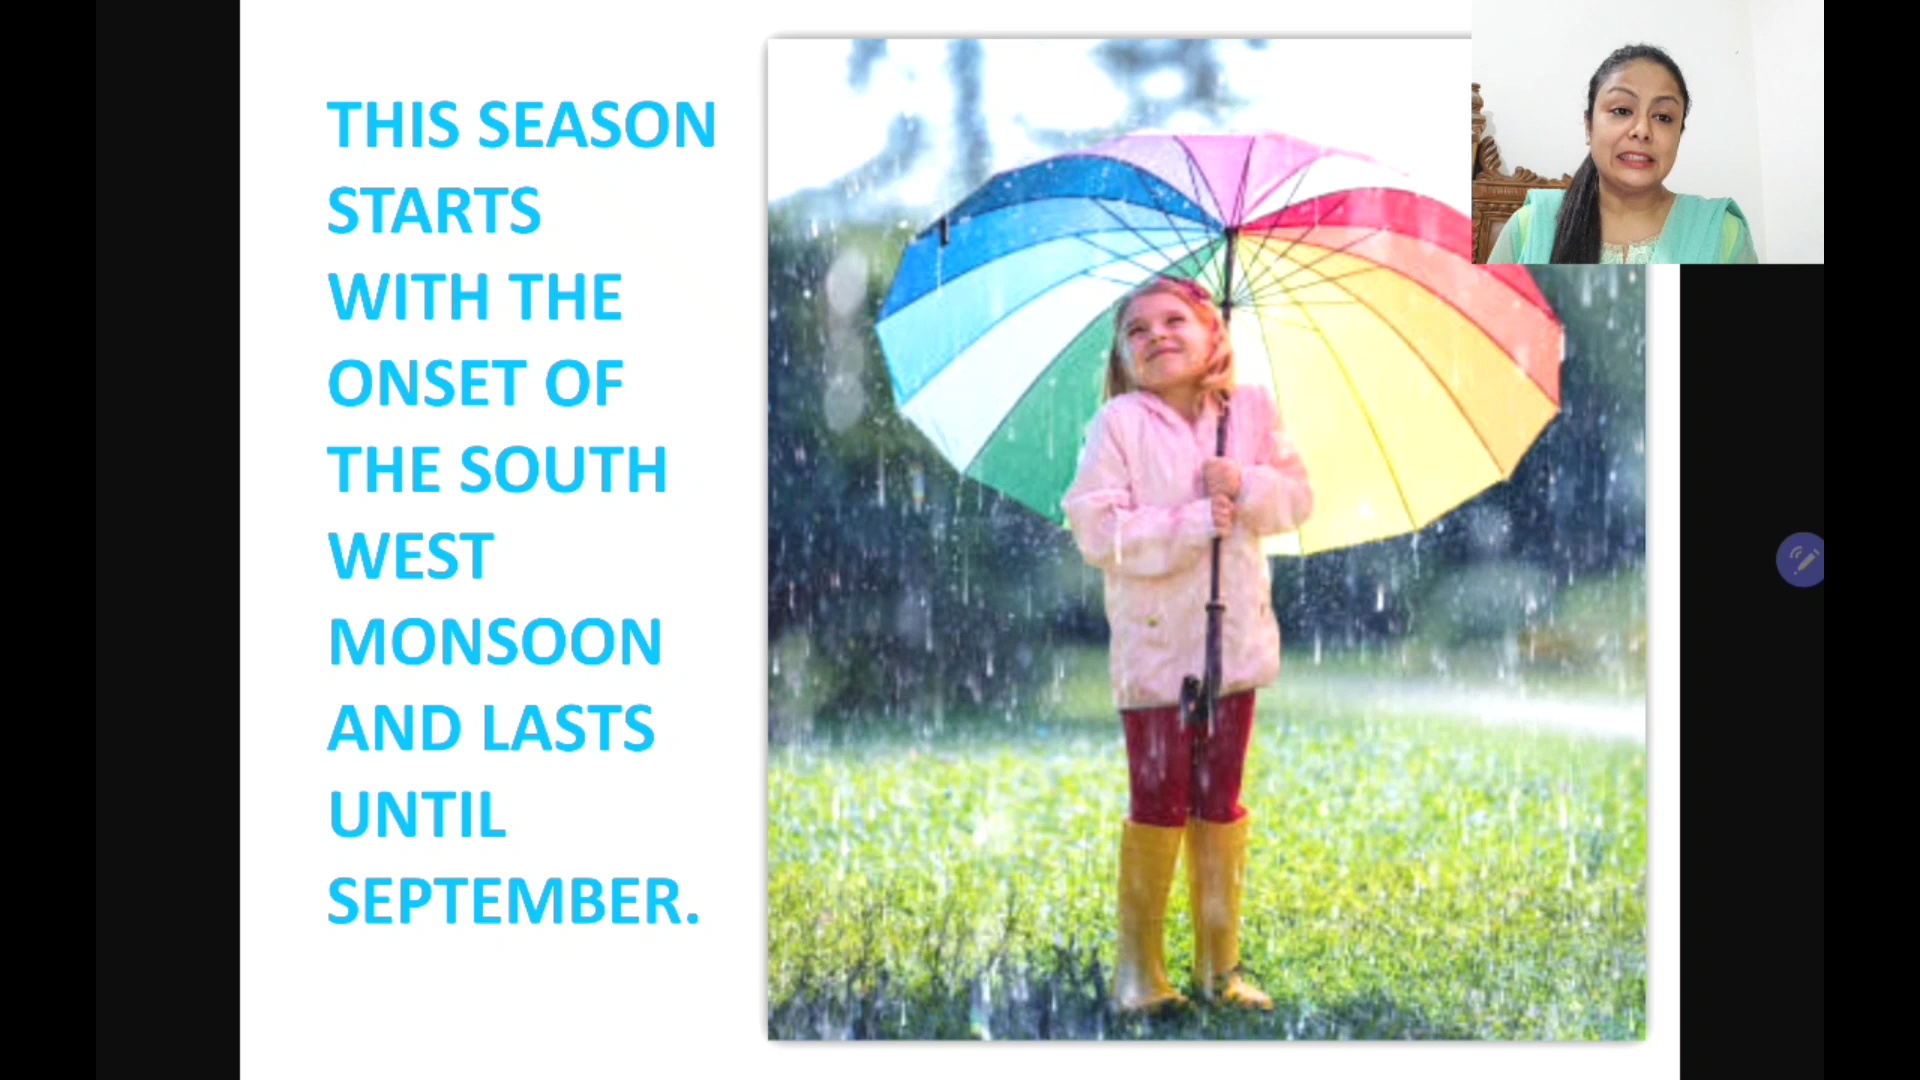 THIS SEASON
STARTS
WITH THE
ONSET OF
THE SOUTH
WEST
MONSOON
AND LASTS
UNTIL
SEPTEMBER.